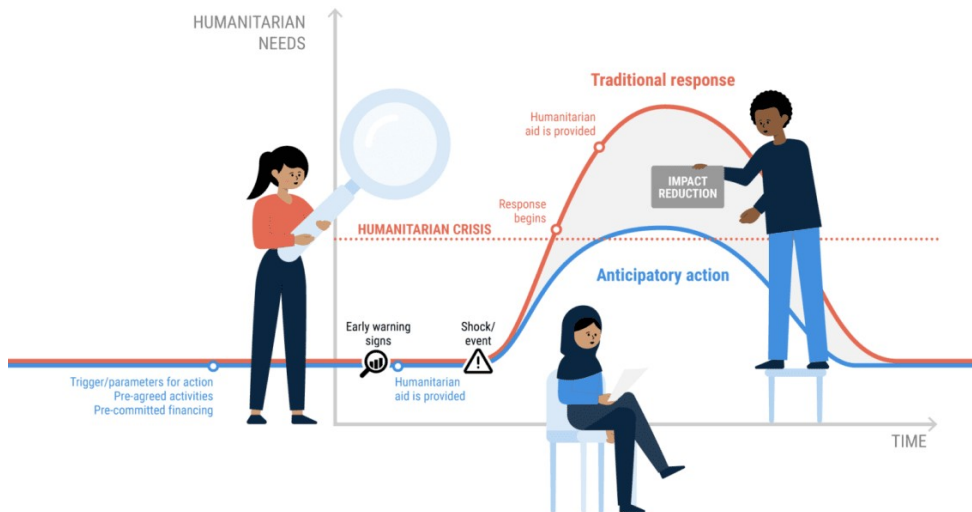 HUMANITARIAN
NEEDS
Traditional response
Humanitarian
aid is provided
IMPACT
REDUCTION
Response
begins
HUMANITARIAN CRISIS
Anticipatory action
Early warning
signs
Shock/
event
Trigger/parameters for action
Pre-agreed activities
Pre-committed financing
Humanitarian
aid is provided
TIME